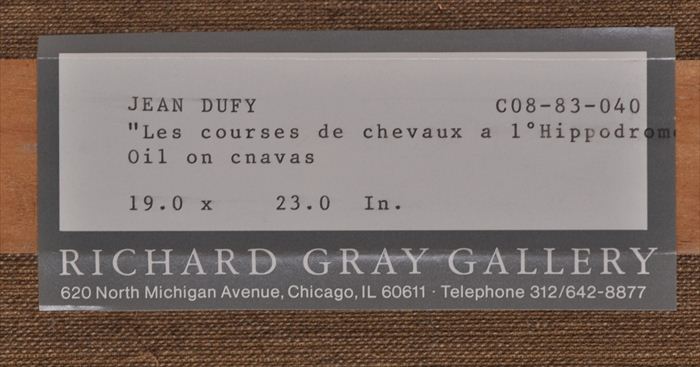 JEAN DUFY C08-83-040
"Les courses de chevaux a l°Hippodrome
Oil on cnavas
19.0 x 23.0 In.
RICHARD GRAY GALLERY
620 North Michigan Avenue, Chicago, IL 60611 · Telephone 312/642-8877